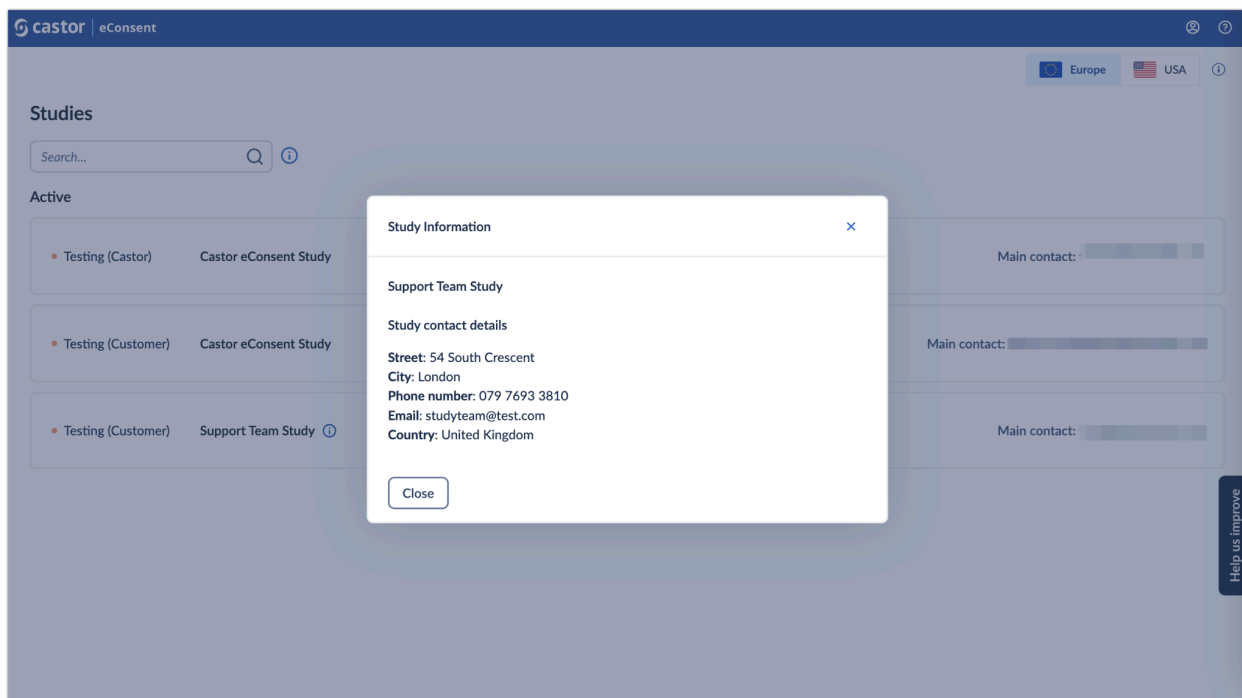 castor eConsent
Europe USA
Studies
Search...
Active
Testing (Castor) Castor eConsent Study Main contact:
Testing (Customer) Castor eConsent Study Main contact:
Testing (Customer) Support Team Study Main contact:
Study Information
Support Team Study
Study contact details
Street: 54 South Crescent
City: London
Phone number: 079 7693 3810
Email: studyteam@test.com
Country: United Kingdom
Close
Help us improve